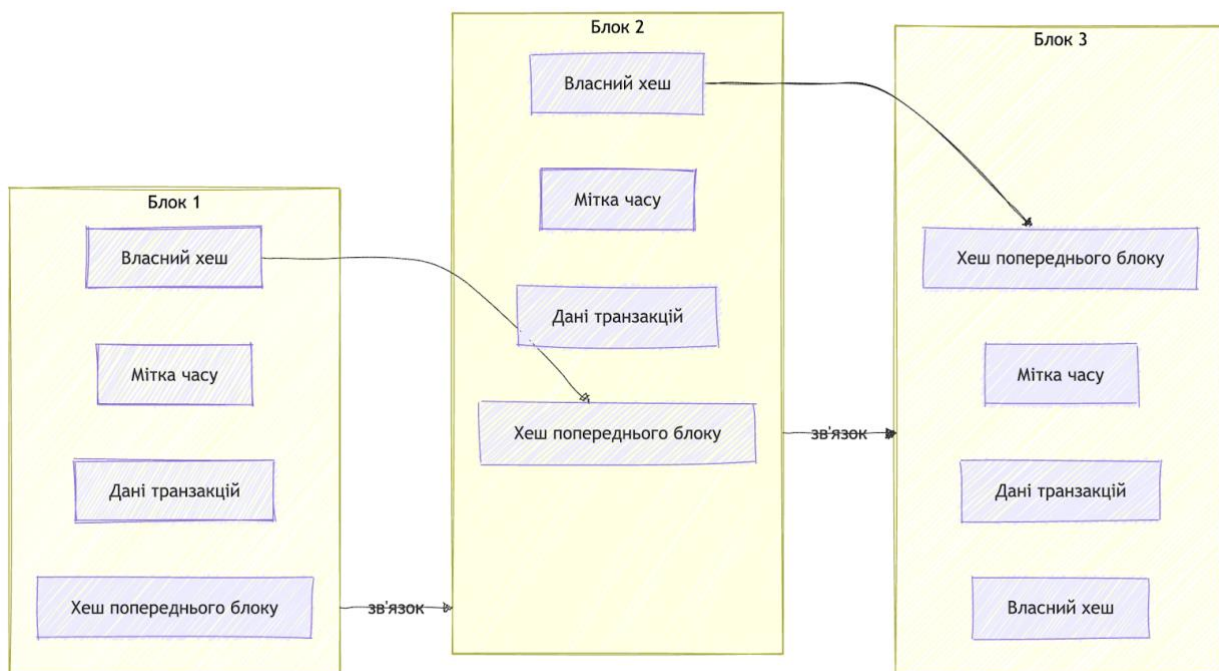 Блок 1
Власний хеш
Мітка часу
Дані транзакцій
Хеш попереднього блоку
зв'язок
Блок 2
Власний хеш
Мітка часу
Дані транзакцій
Хеш попереднього блоку
зв'язок
Блок 3
Хеш попереднього блоку
Мітка часу
Дані транзакцій
Власний хеш